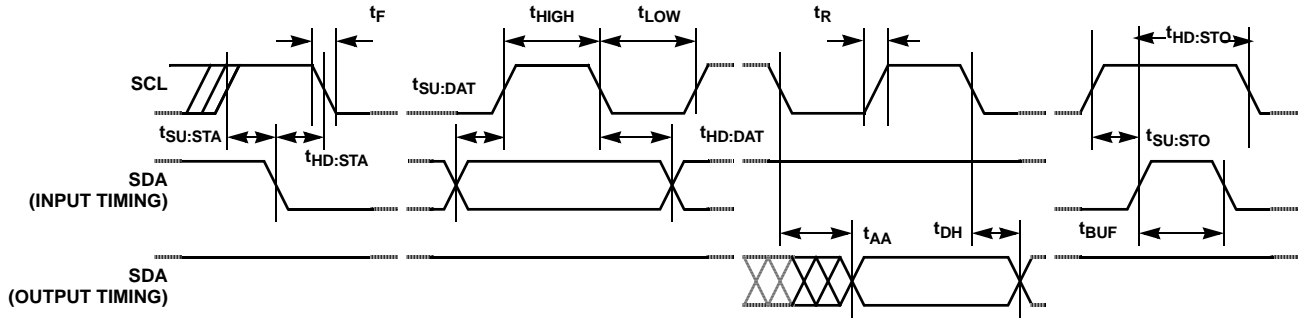 tF
tHIGH
tLOW
tR
tHD:STO
SCL
tSU:DAT
tSU:STA
tHD:STA
tHD:DAT
tSU:STO
SDA
(INPUT TIMING)
tAA
tDH
tBUF
SDA
(OUTPUT TIMING)